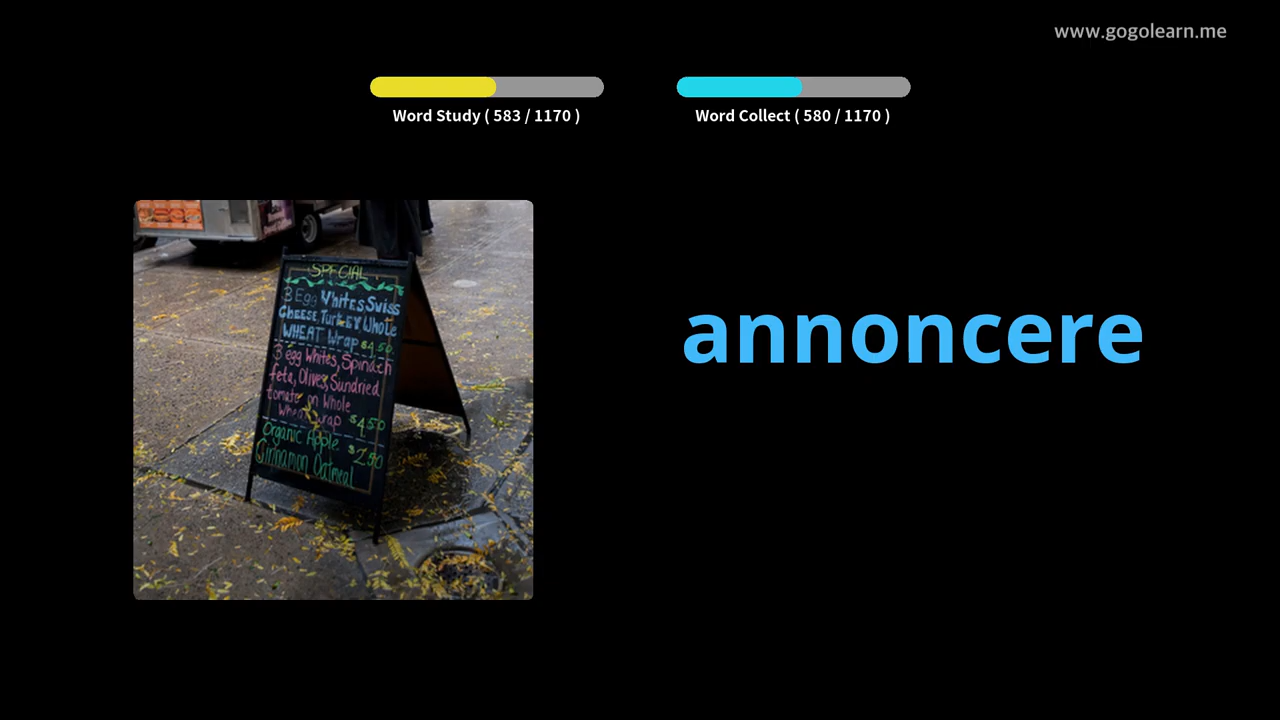 www.gogolearn.me
Word Study ( 583 / 1170 )
Word Collect ( 580 / 1170 )
annoncere
SPECIAL
3 Egg Whites, Swiss
Cheese, Turkey Whole
WHEAT Wrap $4.50
3 egg Whites, Spinach
feta, Olives, Sundried
tomato on Whole
Wheat Wrap $4.50
Organic Apple
Cinnamon Oatmeal $2.50